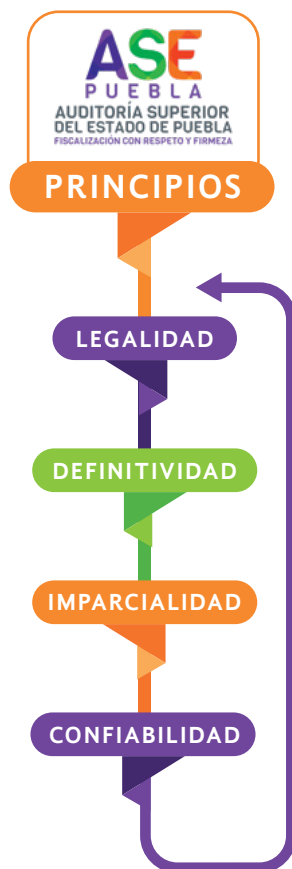 ASE
PUEBLA
AUDITORÍA SUPERIOR
DEL ESTADO DE PUEBLA
FISCALIZACIÓN CON RESPETO Y FIRMEZA
PRINCIPIOS
LEGALIDAD
DEFINITIVIDAD
IMPARCIALIDAD
CONFIABILIDAD